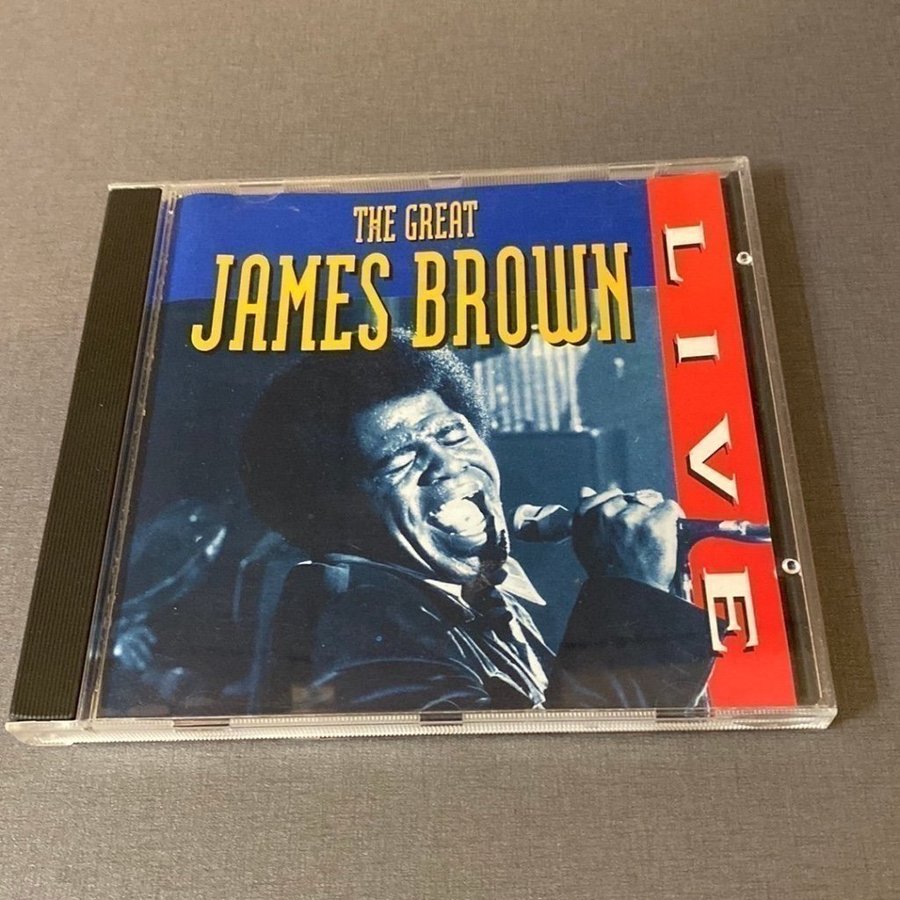 THE GREAT
JAMES BROWN
LIVE